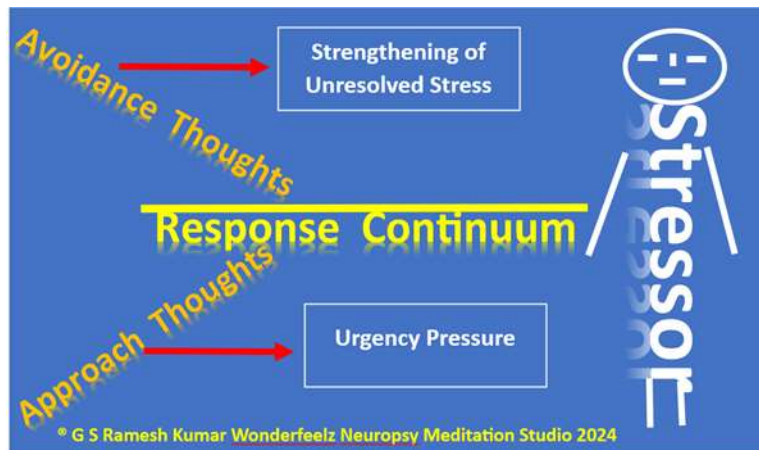 Avoidance Thoughts
Strengthening of
Unresolved Stress
Stressor
Response Continuum
Approach Thoughts
Urgency Pressure
® G S Ramesh Kumar Wonderfeelz Neuropsy Meditation Studio 2024